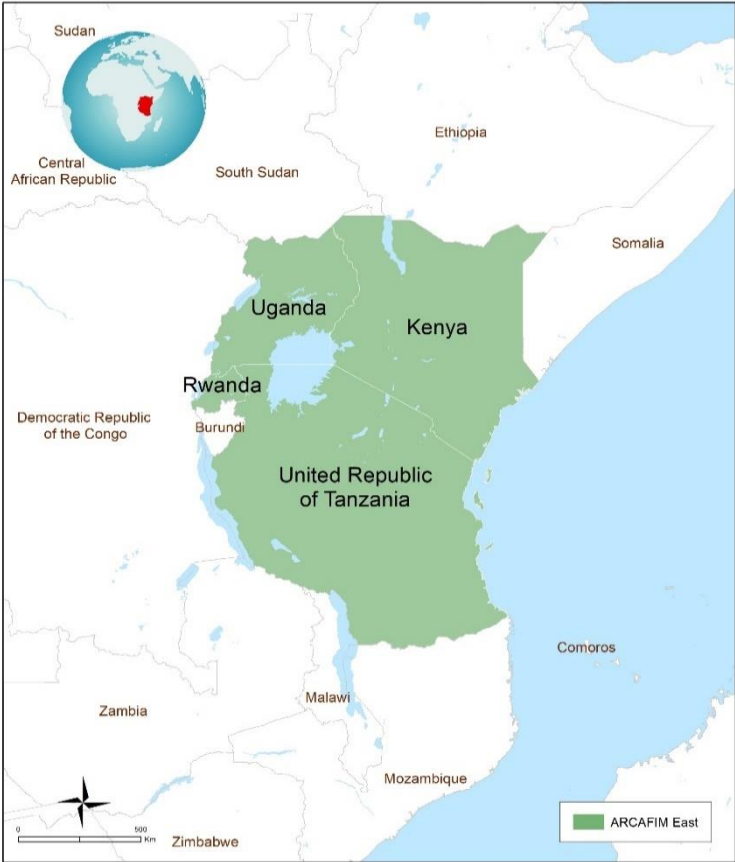 Sudan
Ethiopia
Central
African Republic
South Sudan
Somalia
Uganda
Kenya
Rwanda
Democratic Republic
of the Congo
Burundi
United Republic
of Tanzania
Comoros
Malawi
Zambia
Mozambique
ARCAFIM East
0 500
Km
Zimbabwe